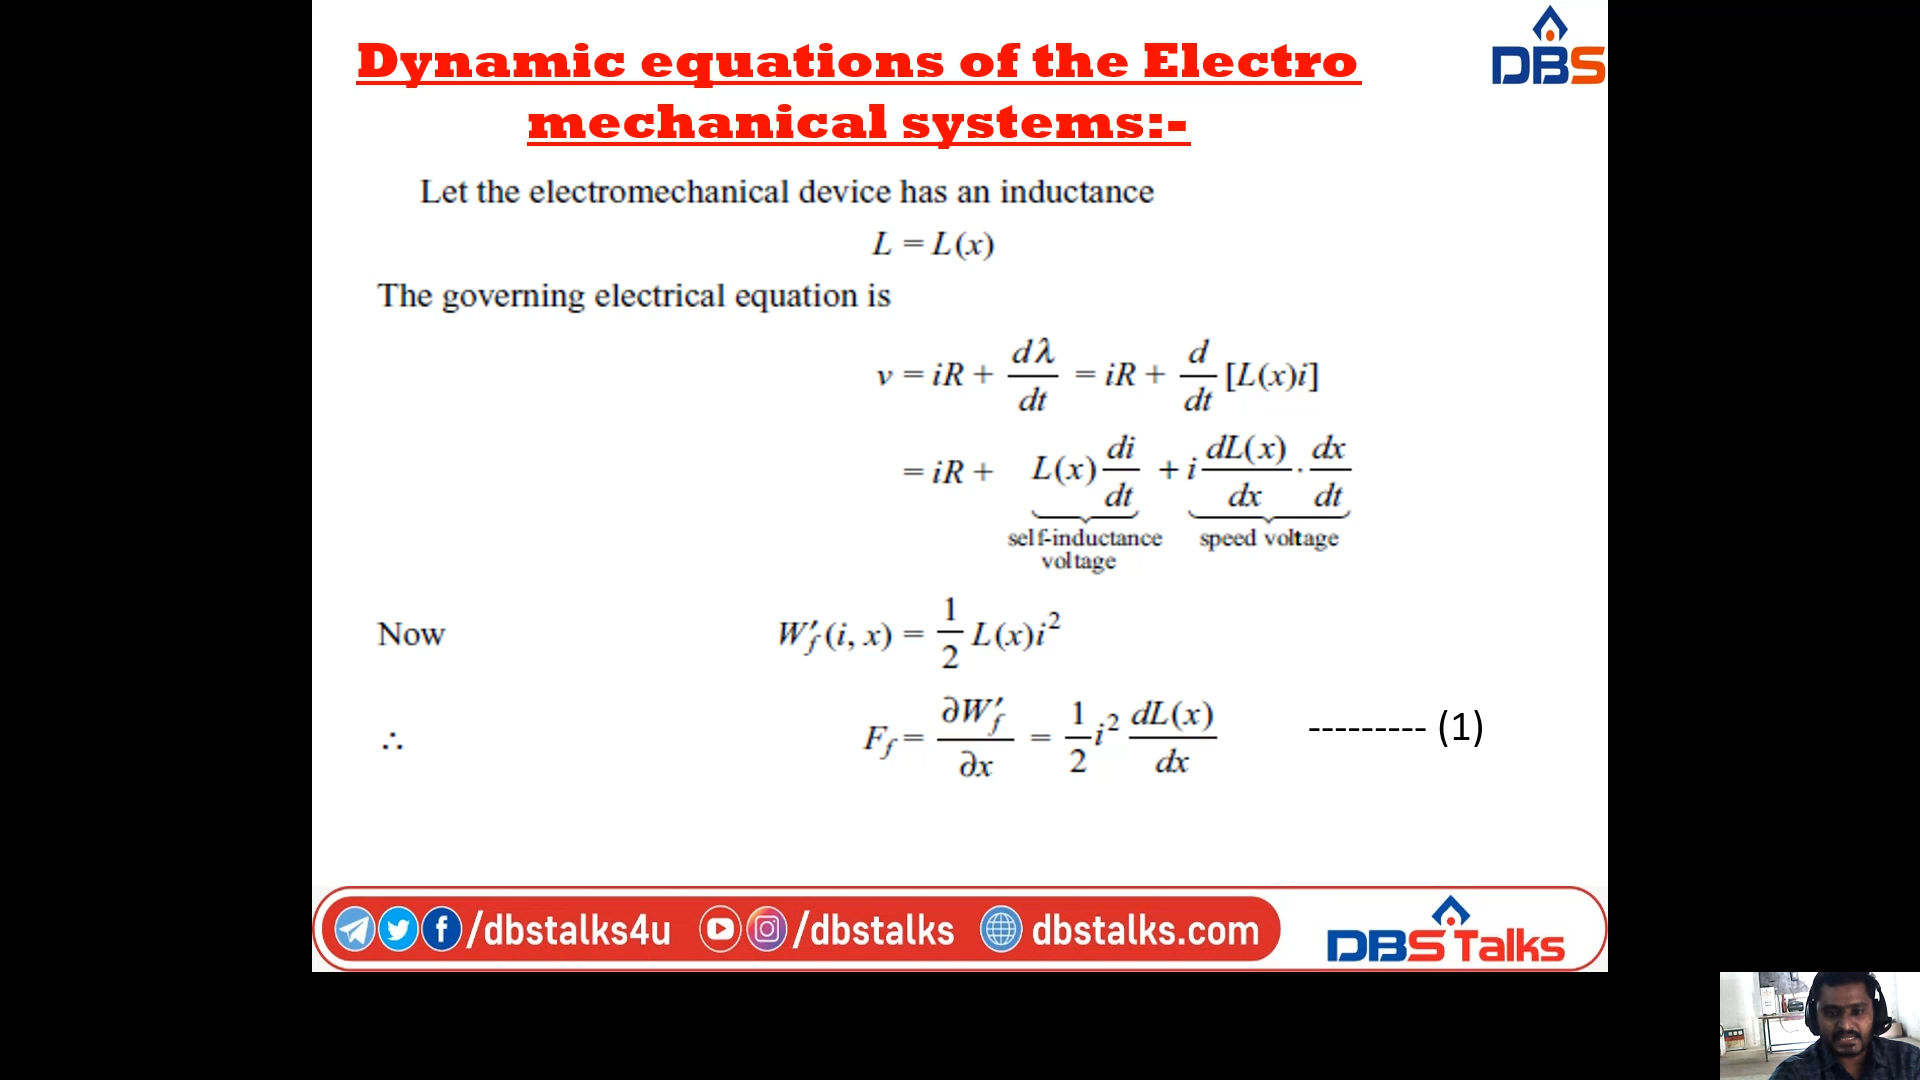 Dynamic equations of the Electro
mechanical systems:-
DBS
Let the electromechanical device has an inductance
L = L(x)
The governing electrical equation is
v = iR + dλ/dt = iR + d/dt [L(x)i]
= iR + L(x) di/dt + i dL(x)/dx · dx/dt
self-inductance voltage
speed voltage
Now W′f (i, x) = 1/2 L(x)i²
∴ Ff = ∂W′f/∂x = 1/2 i² dL(x)/dx --------- (1)
/dbstalks4u /dbstalks dbstalks.com
DBS Talks